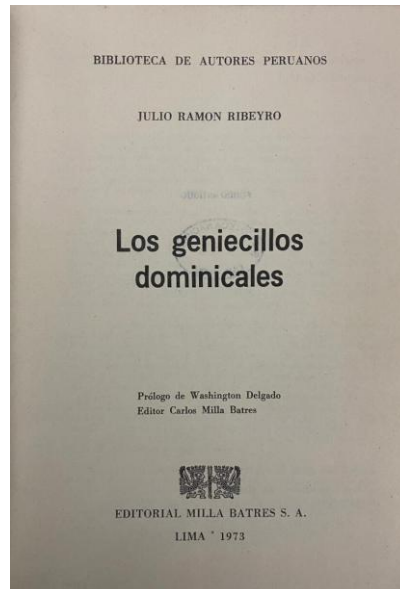 BIBLIOTECA DE AUTORES PERUANOS
JULIO RAMON RIBEYRO
Los geniecillos
dominicales
Prólogo de Washington Delgado
Editor Carlos Milla Batres
EDITORIAL MILLA BATRES S. A.
LIMA * 1973